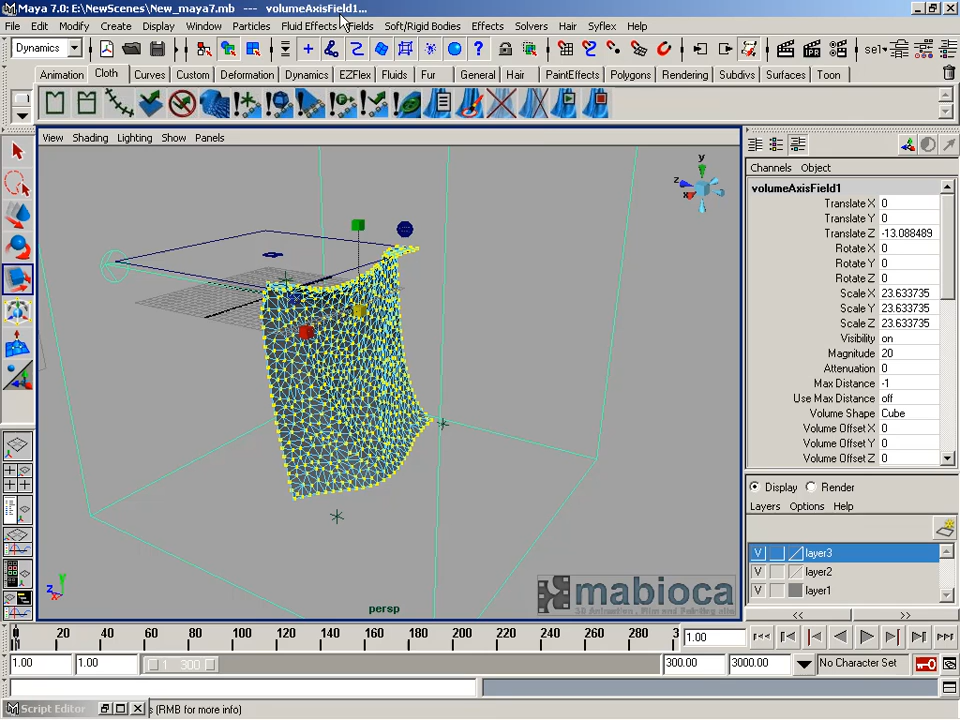 Maya 7.0: E:\NewScenes\New_maya7.mb --- volumeAxisField1...
File Edit Modify Create Display Window Particles Fluid Effects Fields Soft/Rigid Bodies Effects Solvers Hair Syflex Help
Dynamics sel
Animation Cloth Curves Custom Deformation Dynamics EZFlex Fluids Fur General Hair PaintEffects Polygons Rendering Subdivs Surfaces Toon
View Shading Lighting Show Panels
Channels Object
volumeAxisField1
Translate X 0
Translate Y 0
Translate Z -13.088489
Rotate X 0
Rotate Y 0
Rotate Z 0
Scale X 23.633735
Scale Y 23.633735
Scale Z 23.633735
Visibility on
Magnitude 20
Attenuation 0
Max Distance -1
Use Max Distance off
Volume Shape Cube
Volume Offset X 0
Volume Offset Y 0
Volume Offset Z 0
Display Render
Layers Options Help
V layer3
V layer2
V layer1
y
z
x
y
z
x
persp
mabioca
<< >>
20 40 60 80 100 120 140 160 180 200 220 240 260 280 3
1.00
1.00 1.00 1 300 300.00 3000.00 No Character Set
Script Editor s (RMB for more info)